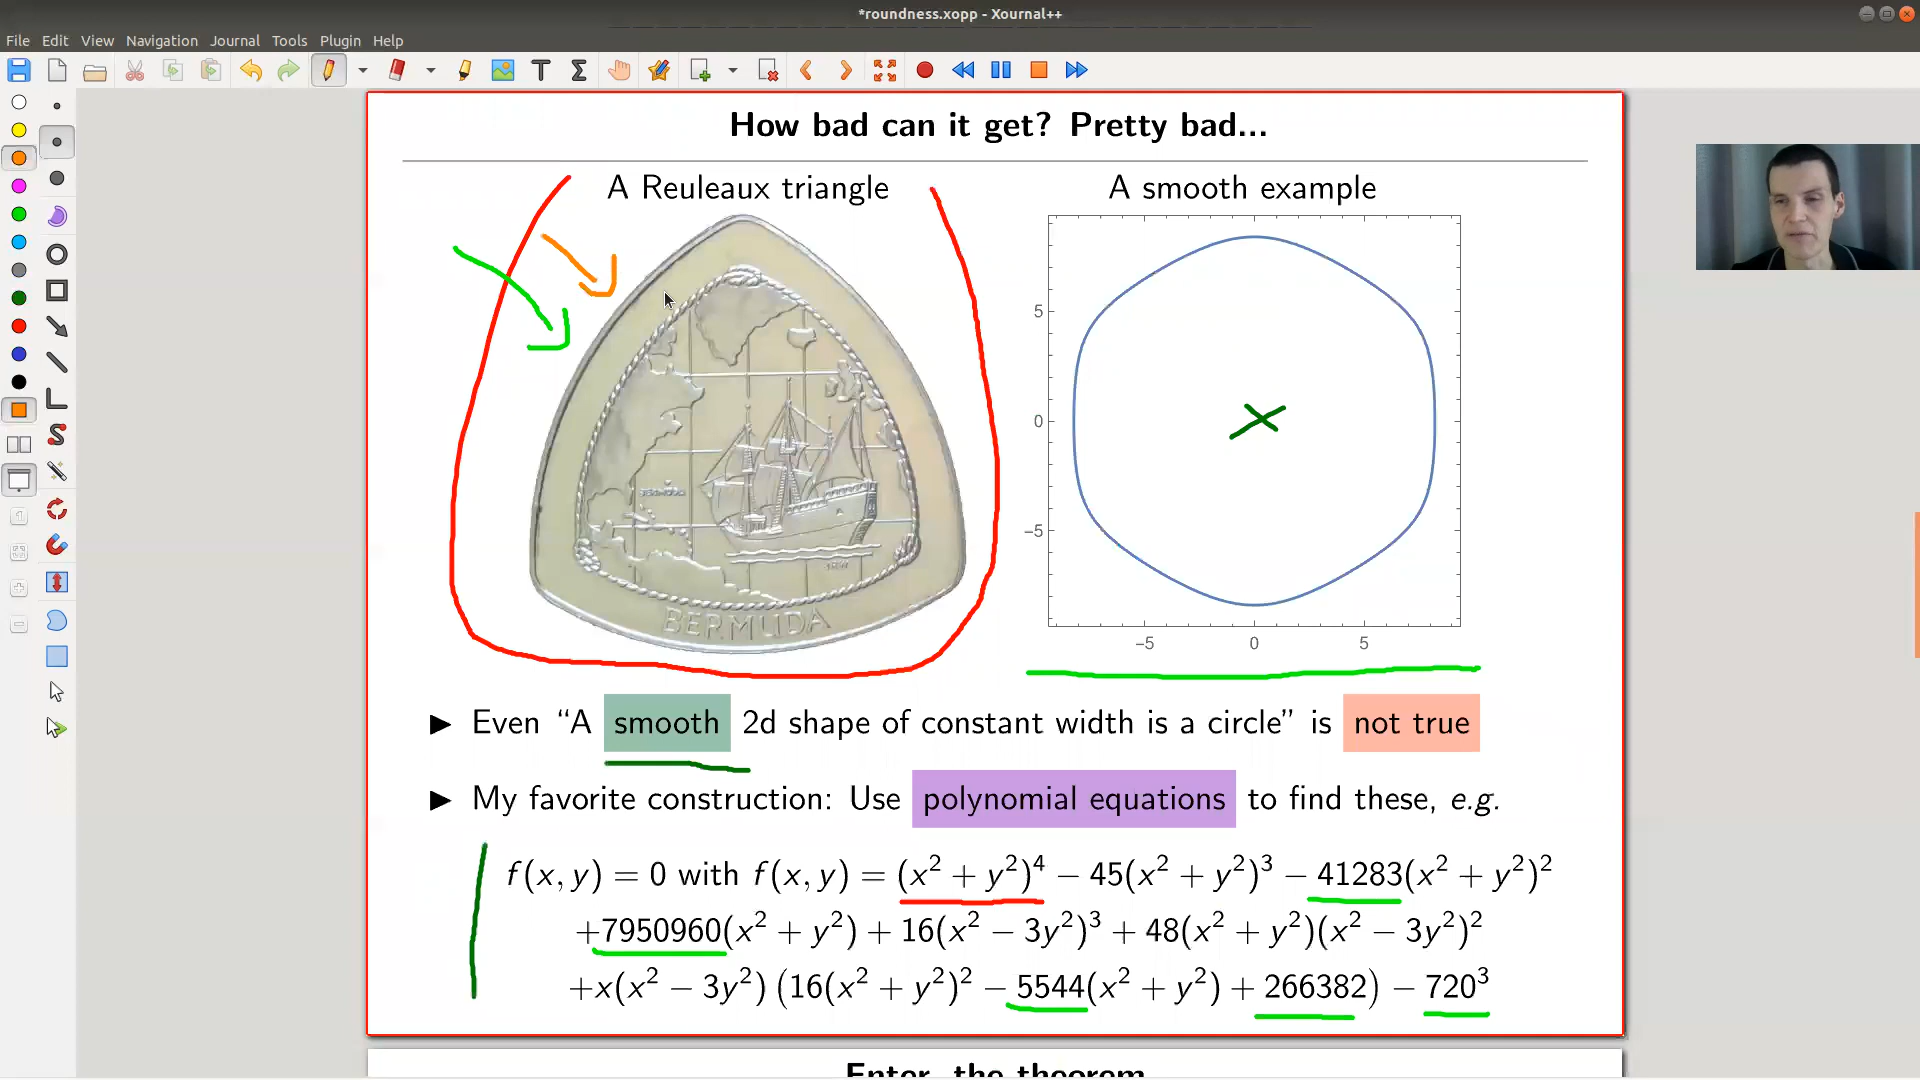 *roundness.xopp - Xournal++
File Edit View Navigation Journal Tools Plugin Help
How bad can it get? Pretty bad...
A Reuleaux triangle
A smooth example
BERMUDA
BERMUDA
5
0
−5
−5 0 5
▶ Even “A smooth 2d shape of constant width is a circle” is not true
▶ My favorite construction: Use polynomial equations to find these, e.g.
f(x, y) = 0 with f(x, y) = (x² + y²)⁴ − 45(x² + y²)³ − 41283(x² + y²)²
+7950960(x² + y²) + 16(x² − 3y²)³ + 48(x² + y²)(x² − 3y²)²
+x(x² − 3y²) (16(x² + y²)² − 5544(x² + y²) + 266382) − 720³
Enter, the theorem